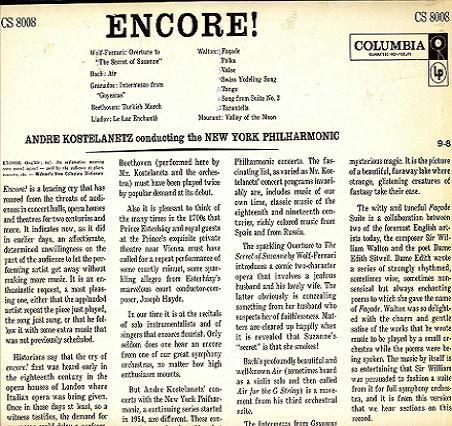 CS 8008
ENCORE!
CS 8008
Wolf-Ferrari: Overture to
"The Secret of Suzanne"
Bach: Air
Granados: Intermezzo from
"Goyescas"
Beethoven: Turkish March
Liadov: Le Lac Enchanté
Walton: Façade
Polka
Valse
Swiss Yodeling Song
Tango
Song from Suite No. 2
Tarantella
Mourant: Valley of the Moon
COLUMBIA
GUARANTEED HIGH-FIDELITY
LP
ANDRE KOSTELANETZ conducting the NEW YORK PHILHARMONIC
9-8
Encore! is a bracing cry that has
roared from the throats of audi-
ences in concert halls, opera houses
and theatres for two centuries and
more. It indicates now, as it did
in earlier days, an affectionate,
determined willingness on the
part of the audience to let the per-
forming artist get away without
making more music. It is an en-
thusiastic request, a most pleas-
ing one, either that the applauded
artist repeat the piece just played,
the song just sung, or that he fol-
low it with some extra music that
was not previously scheduled.
Historians say that the cry of
encore! first was heard early in
the eighteenth century in the
opera houses of London where
Italian opera was being given.
Once in those days at least, so a
witness testifies, the demand for
Beethoven (performed here by
Mr. Kostelanetz and the orches-
tra) must have been played twice
by popular demand at its debut.
Also it is pleasant to think of
the many times in the 1700s that
Prince Esterházy and royal guests
at the Prince's exquisite private
theatre near Vienna must have
called for a repeat performance of
some courtly minuet, some spar-
kling allegro from Esterházy's
marvelous court conductor-com-
poser, Joseph Haydn.
In our time it is at the recitals
of solo instrumentalists and of
singers that encores flourish. Only
seldom does one hear an encore
from one of our great symphony
orchestras, no matter how high
enthusiasm mounts.
But Andre Kostelanetz' con-
certs with the New York Philhar-
monic, a continuing series started
in 1954, are different. These con-
Philharmonic concerts. The fas-
cinating list, as varied as Mr. Kos-
telanetz' concert programs invari-
ably are, includes music of our
own time, classic music of the
eighteenth and nineteenth cen-
turies, richly colored music from
Spain and from Russia.
The sparkling Overture to The
Secret of Suzanne by Wolf-Ferrari
introduces a comic two-character
opera that involves a jealous
husband and his lovely wife. The
latter obviously is concealing
something from her husband who
suspects her of faithlessness. Mat-
ters are cleared up happily when
it is revealed that Suzanne's
"secret" is that she smokes!
Bach's profoundly beautiful and
well-known Air (sometimes heard
as a violin solo and then called
Air for the G String) is a move-
ment from his third orchestral
suite.
The Intermezzo from Goyescas
mysterious magic. It is the picture
of a beautiful, faraway lake where
strange, glistening creatures of
fantasy take their ease.
The witty and tuneful Façade
Suite is a collaboration between
two of the foremost English art-
ists today, the composer Sir Wil-
liam Walton and the poet Dame
Edith Sitwell. Dame Edith wrote
a series of strongly rhythmed,
sometimes wise, sometimes non-
sensical but always enchanting
poems to which she gave the name
of Façade. Walton was so delight-
ed with the charm and gentle
satire of the works that he wrote
music to be played by a small or-
chestra while the poems were be-
ing spoken. The music by itself is
so entertaining that Sir William
was persuaded to fashion a suite
from it for full symphony orches-
tra, and it is from this version
that we hear sections on this
record.